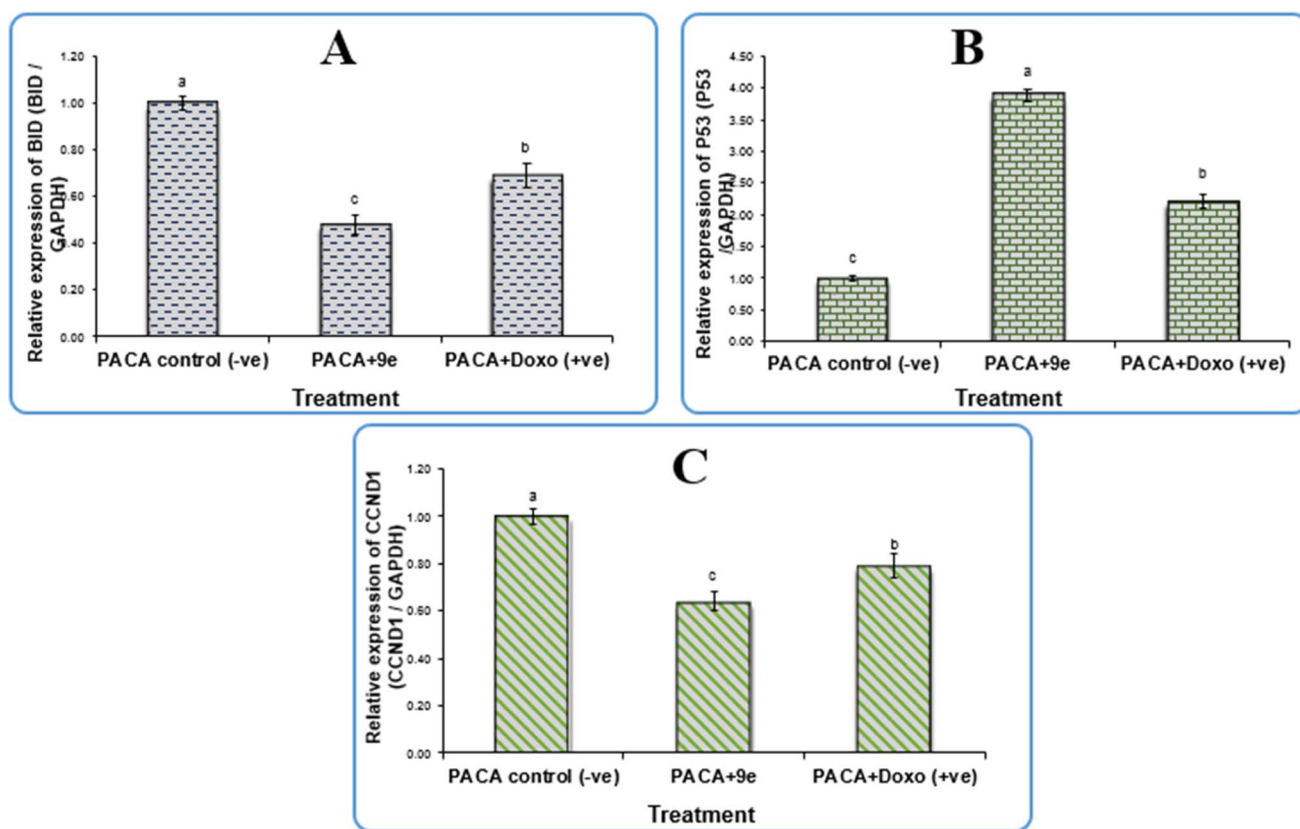 A
Relative expression of BID (BID /
GAPDH)
1.20
1.00
0.80
0.60
0.40
0.20
0.00
a
c
b
PACA control (-ve)
PACA+9e
PACA+Doxo (+ve)
Treatment
B
Relative expression of P53 (P53
/GAPDH)
4.50
4.00
3.50
3.00
2.50
2.00
1.50
1.00
0.50
0.00
c
a
b
PACA control (-ve)
PACA+9e
PACA+Doxo (+ve)
Treatment
C
Relative expression of CCND1
(CCND1 / GAPDH)
1.20
1.00
0.80
0.60
0.40
0.20
0.00
a
c
b
PACA control (-ve)
PACA+9e
PACA+Doxo (+ve)
Treatment